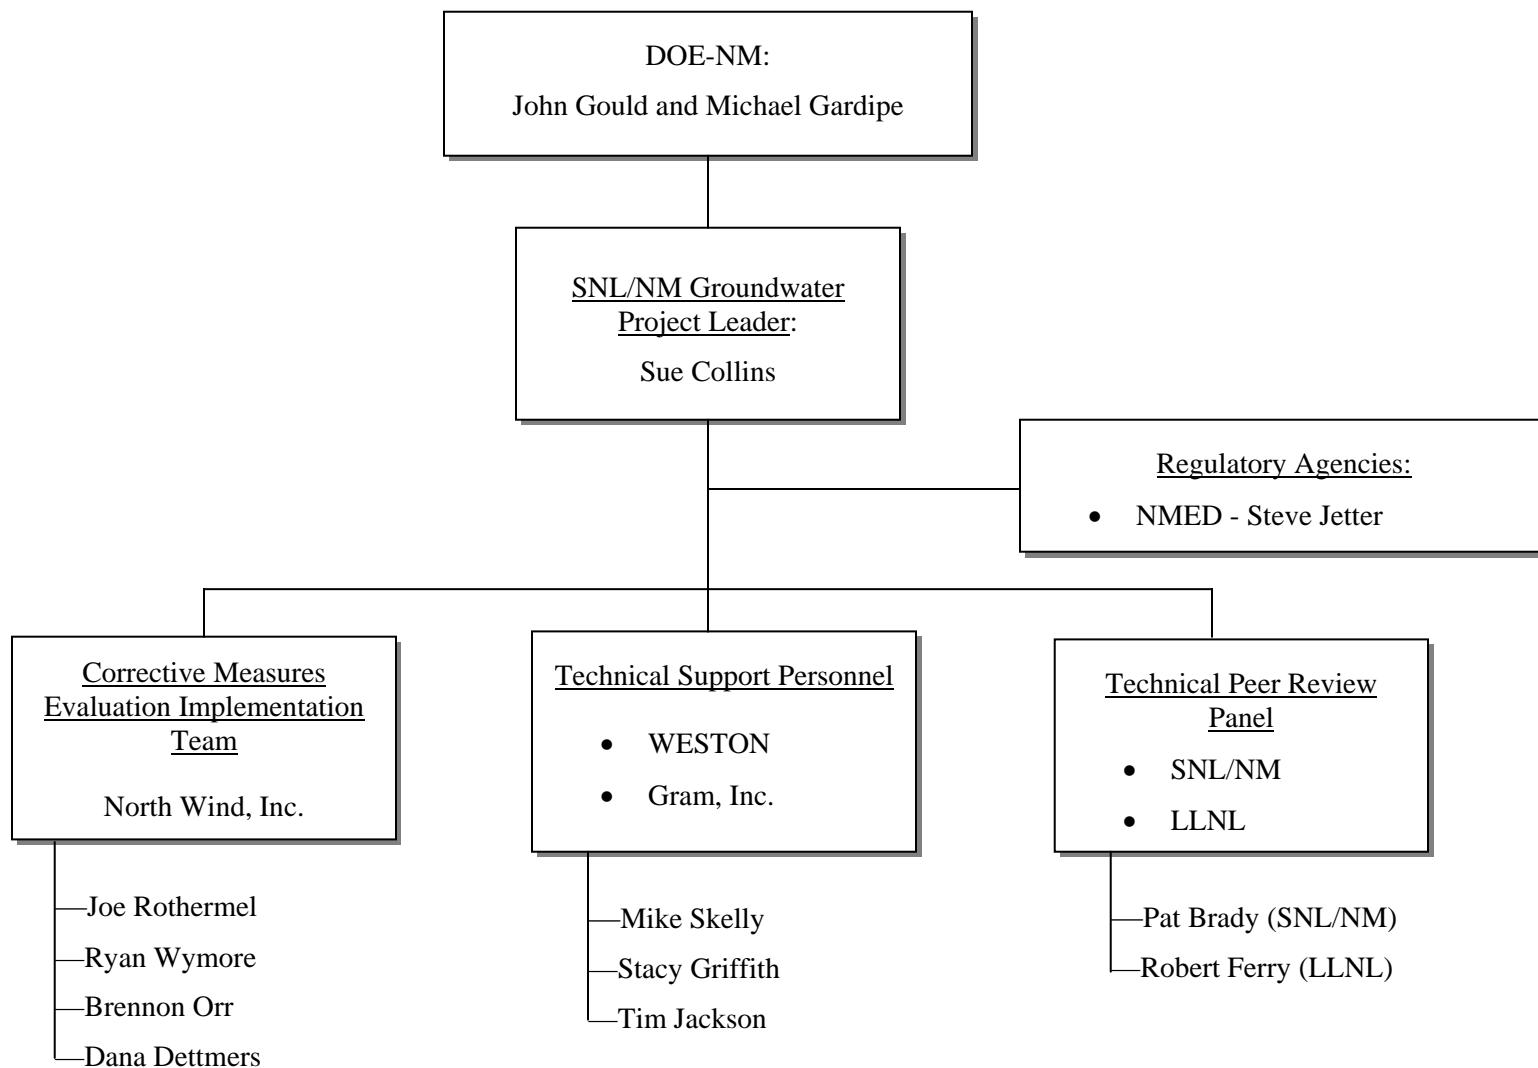 DOE-NM:
John Gould and Michael Gardipe
SNL/NM Groundwater
Project Leader:
Sue Collins
Regulatory Agencies:
• NMED - Steve Jetter
Corrective Measures
Evaluation Implementation
Team
North Wind, Inc.
Joe Rothermel
Ryan Wymore
Brennon Orr
Dana Dettmers
Technical Support Personnel
• WESTON
• Gram, Inc.
Mike Skelly
Stacy Griffith
Tim Jackson
Technical Peer Review
Panel
• SNL/NM
• LLNL
Pat Brady (SNL/NM)
Robert Ferry (LLNL)